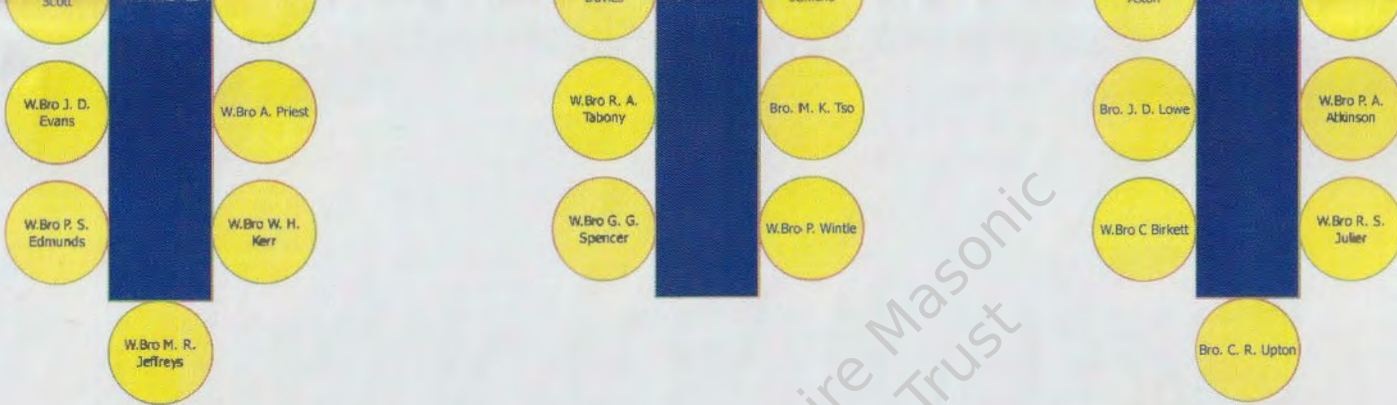 W.Bro J. D.
Evans
W.Bro A. Priest
W.Bro R. A.
Tabony
Bro. M. K. Tso
Bro. J. D. Lowe
W.Bro P. A.
Atkinson
W.Bro P. S.
Edmunds
W.Bro W. H.
Kerr
W.Bro G. G.
Spencer
W.Bro P. Wintle
W.Bro C Birkett
W.Bro R. S.
Julier
W.Bro M. R.
Jeffreys
Bro. C. R. Upton
ire Masonic
Trust